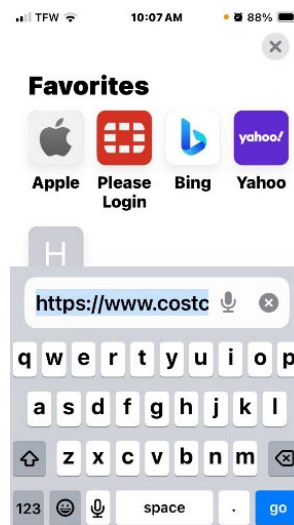 TFW 10:07 AM 88%
Favorites
yahoo!
Apple Please Login Bing Yahoo
H
https://www.costc
q w e r t y u i o p
a s d f g h j k l
z x c v b n m
123 space . go